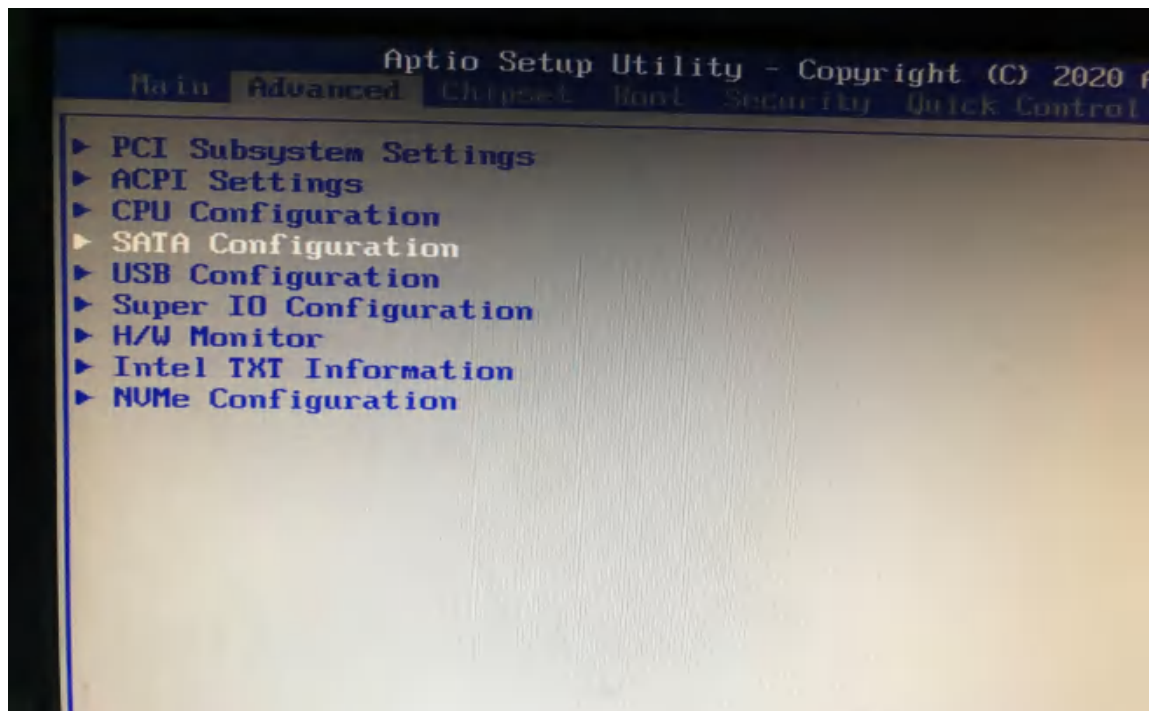 Aptio Setup Utility - Copyright (C) 2020
Main Advanced Chipset Boot Security Quick Control
PCI Subsystem Settings
ACPI Settings
CPU Configuration
SATA Configuration
USB Configuration
Super IO Configuration
H/W Monitor
Intel TXT Information
NVMe Configuration